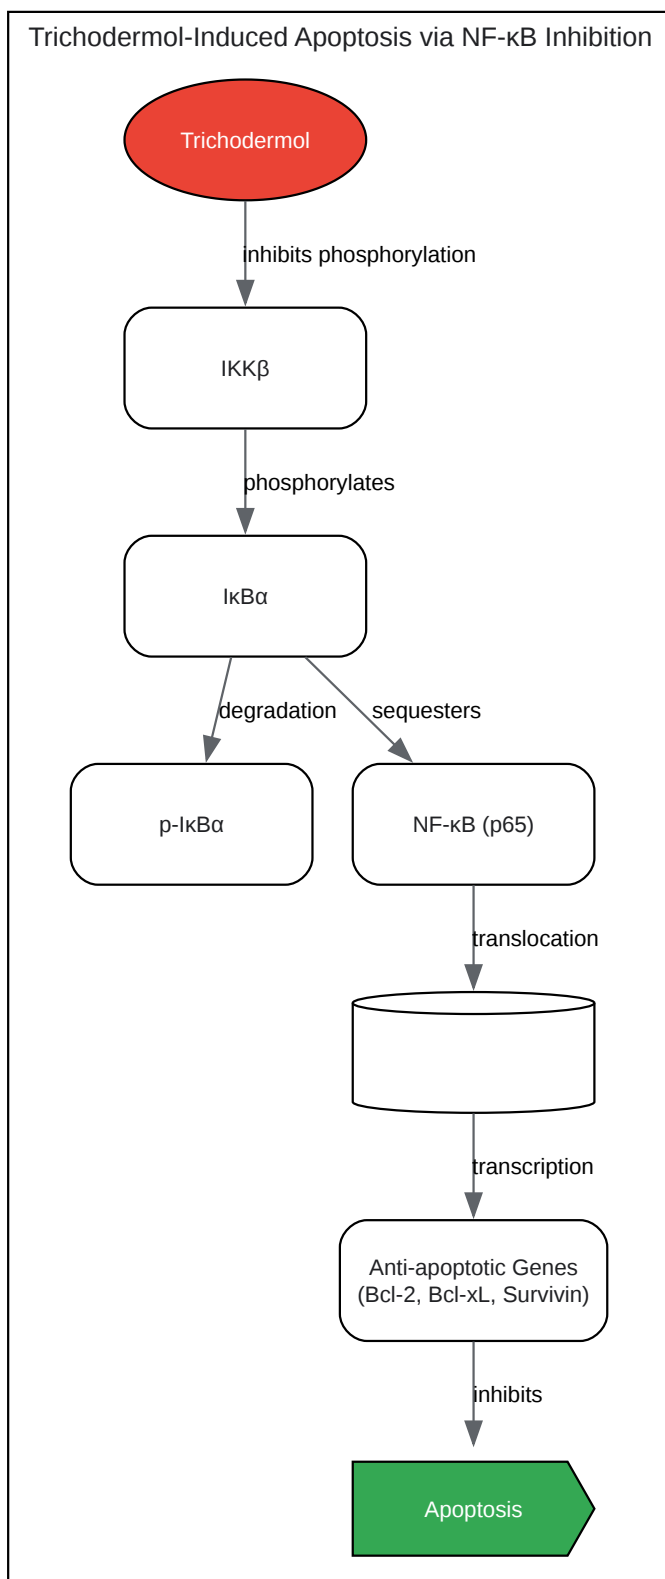 Trichodermol-Induced Apoptosis via NF-κB Inhibition
Trichodermol
inhibits phosphorylation
IKKβ
phosphorylates
IκBα
degradation
sequesters
p-IκBα
NF-κB (p65)
translocation
transcription
Anti-apoptotic Genes
(Bcl-2, Bcl-xL, Survivin)
inhibits
Apoptosis